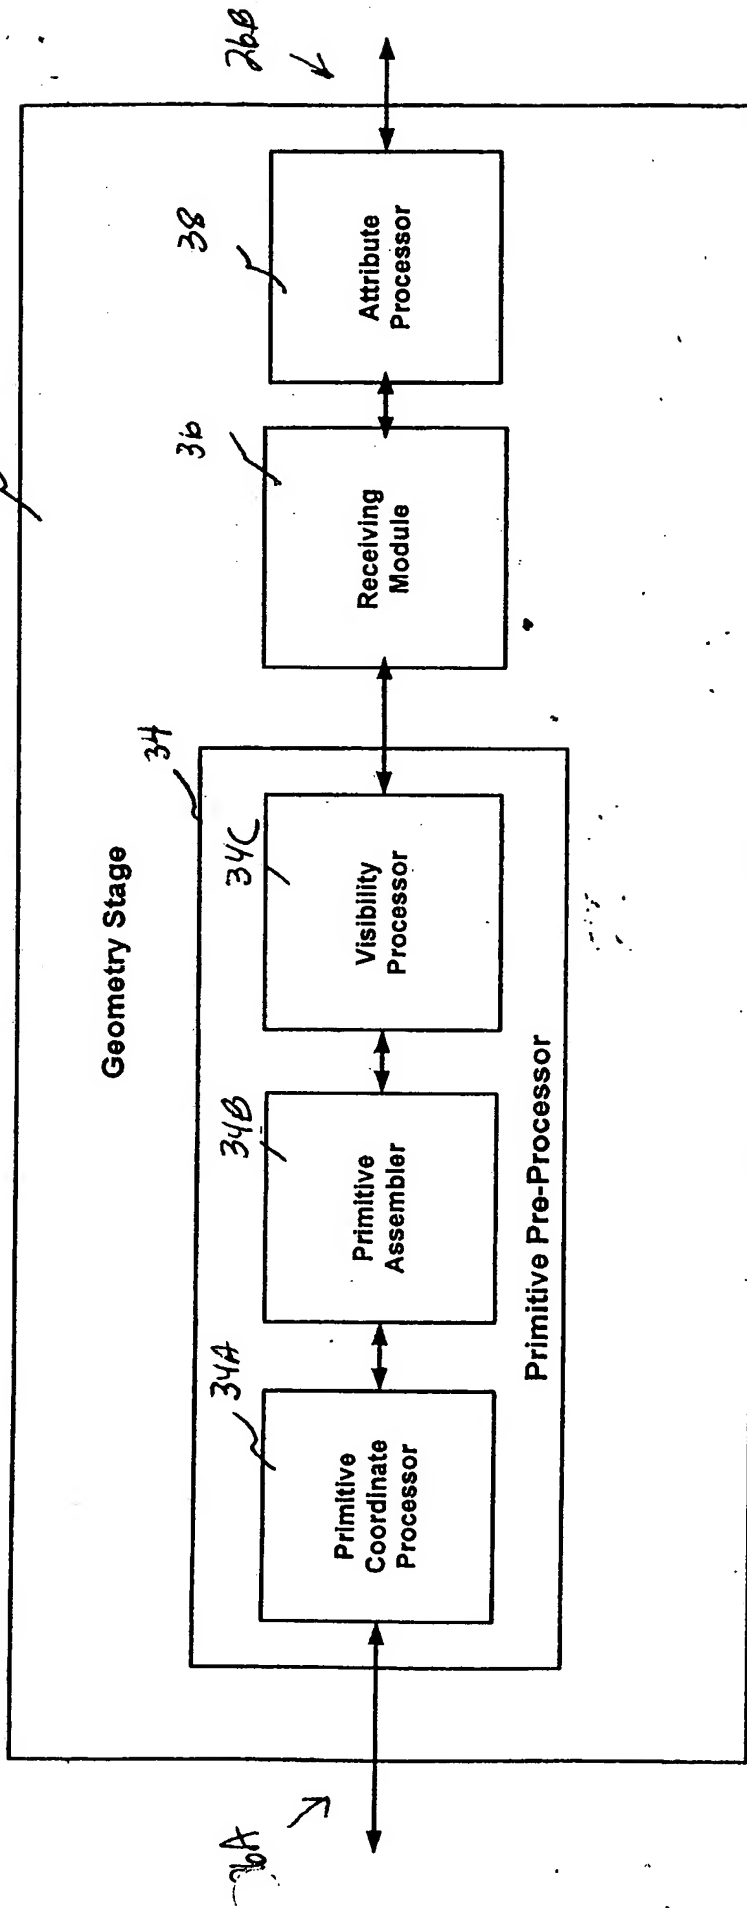 Geometry Stage
34
34A
34B
34C
36
38
26B
Primitive
Coordinate
Processor
Primitive
Assembler
Visibility
Processor
Receiving
Module
Attribute
Processor
Primitive Pre-Processor